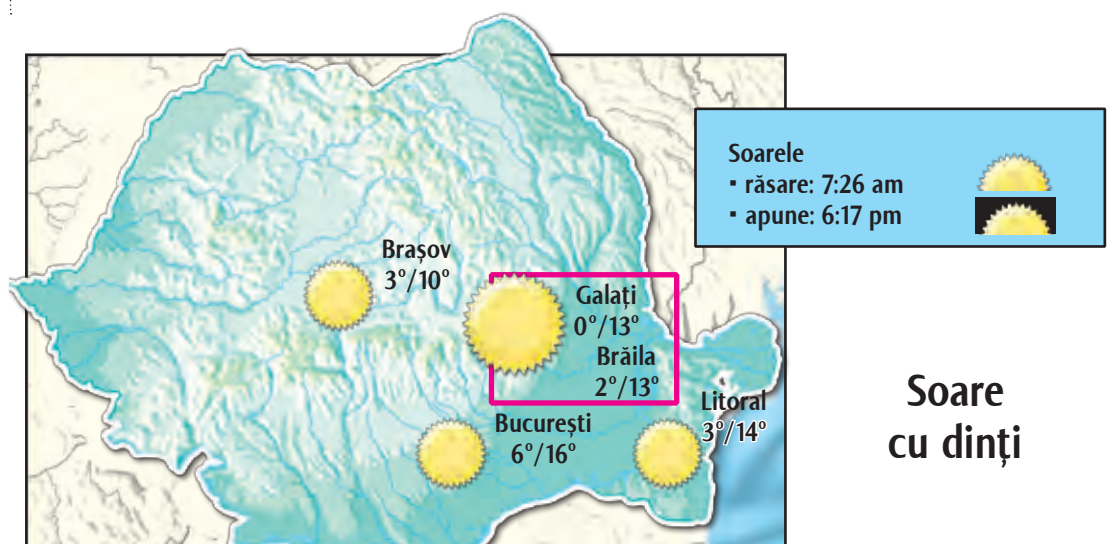 Soarele
▪ răsare: 7:26 am
▪ apune: 6:17 pm
Brașov
3°/10°
Galați
0°/13°
Brăila
2°/13°
Litoral
3°/14°
București
6°/16°
Soare
cu dinți